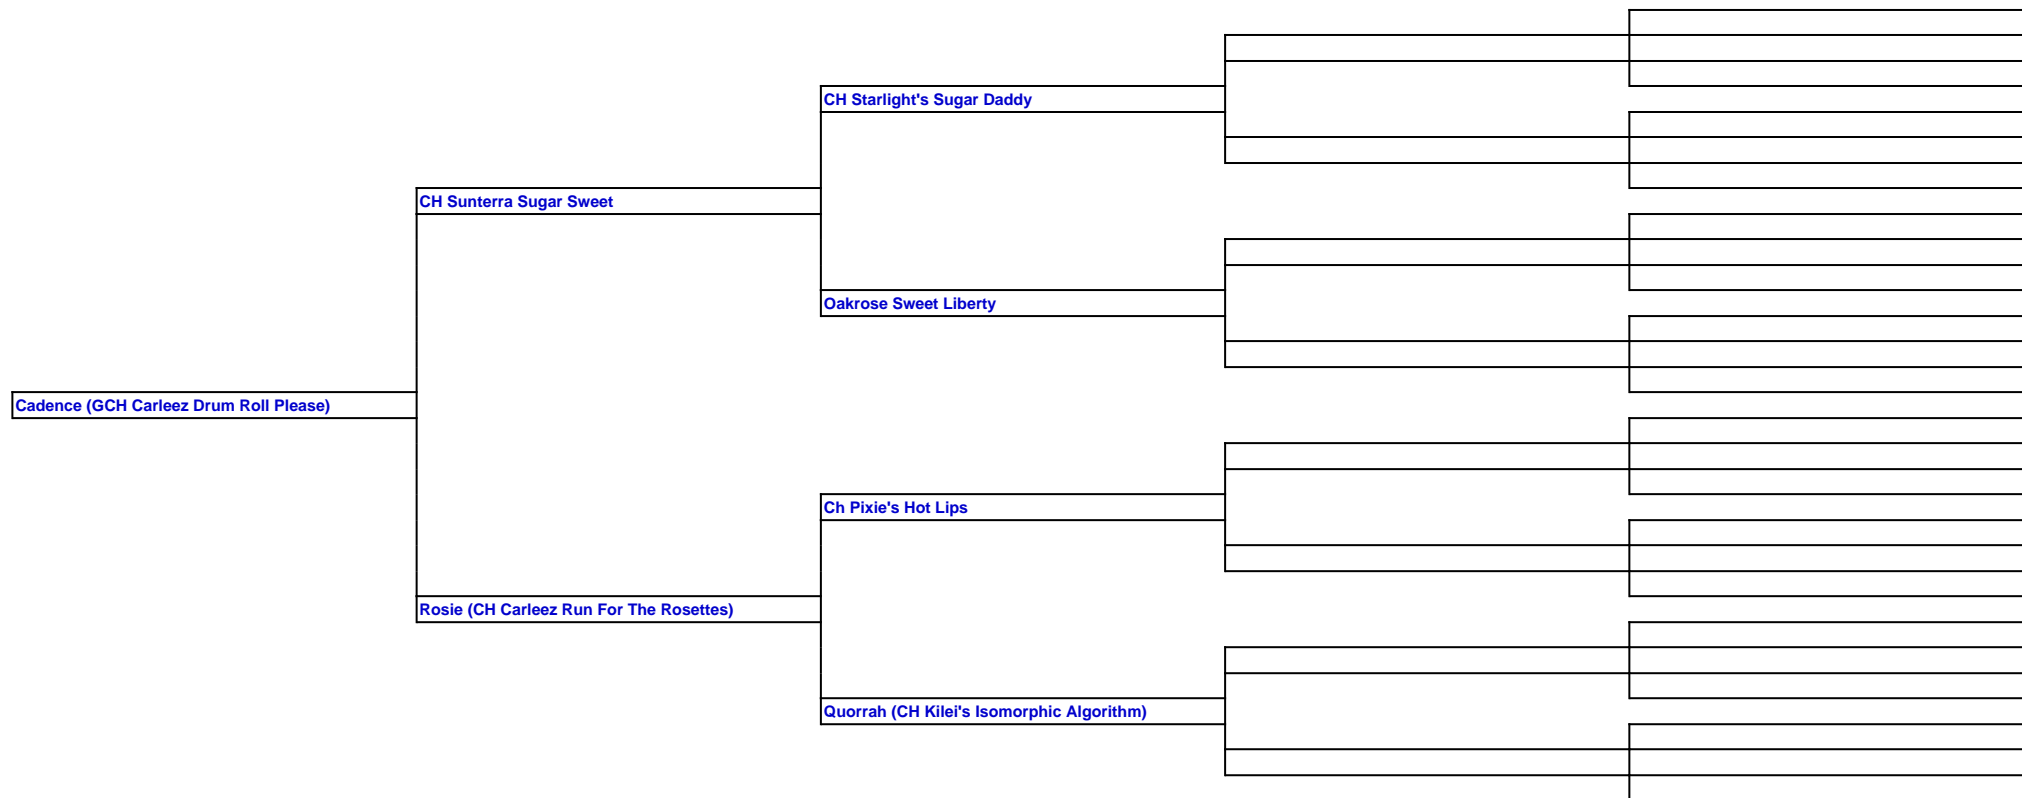 CH Starlight's Sugar Daddy
CH Sunterra Sugar Sweet
Oakrose Sweet Liberty
Cadence (GCH Carleez Drum Roll Please)
Ch Pixie's Hot Lips
Rosie (CH Carleez Run For The Rosettes)
Quorrah (CH Kilei's Isomorphic Algorithm)